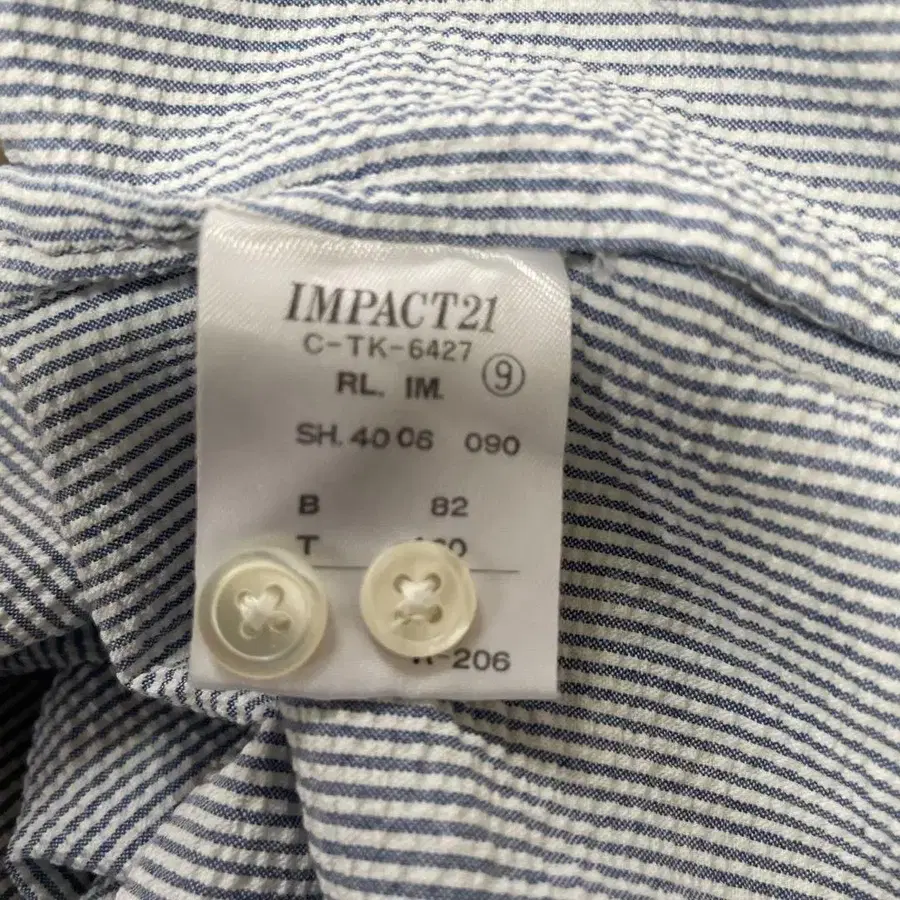 IMPACT21
C-TK-6427
RL. IM. ⑨
SH. 40 06 090
B 82
T
-206